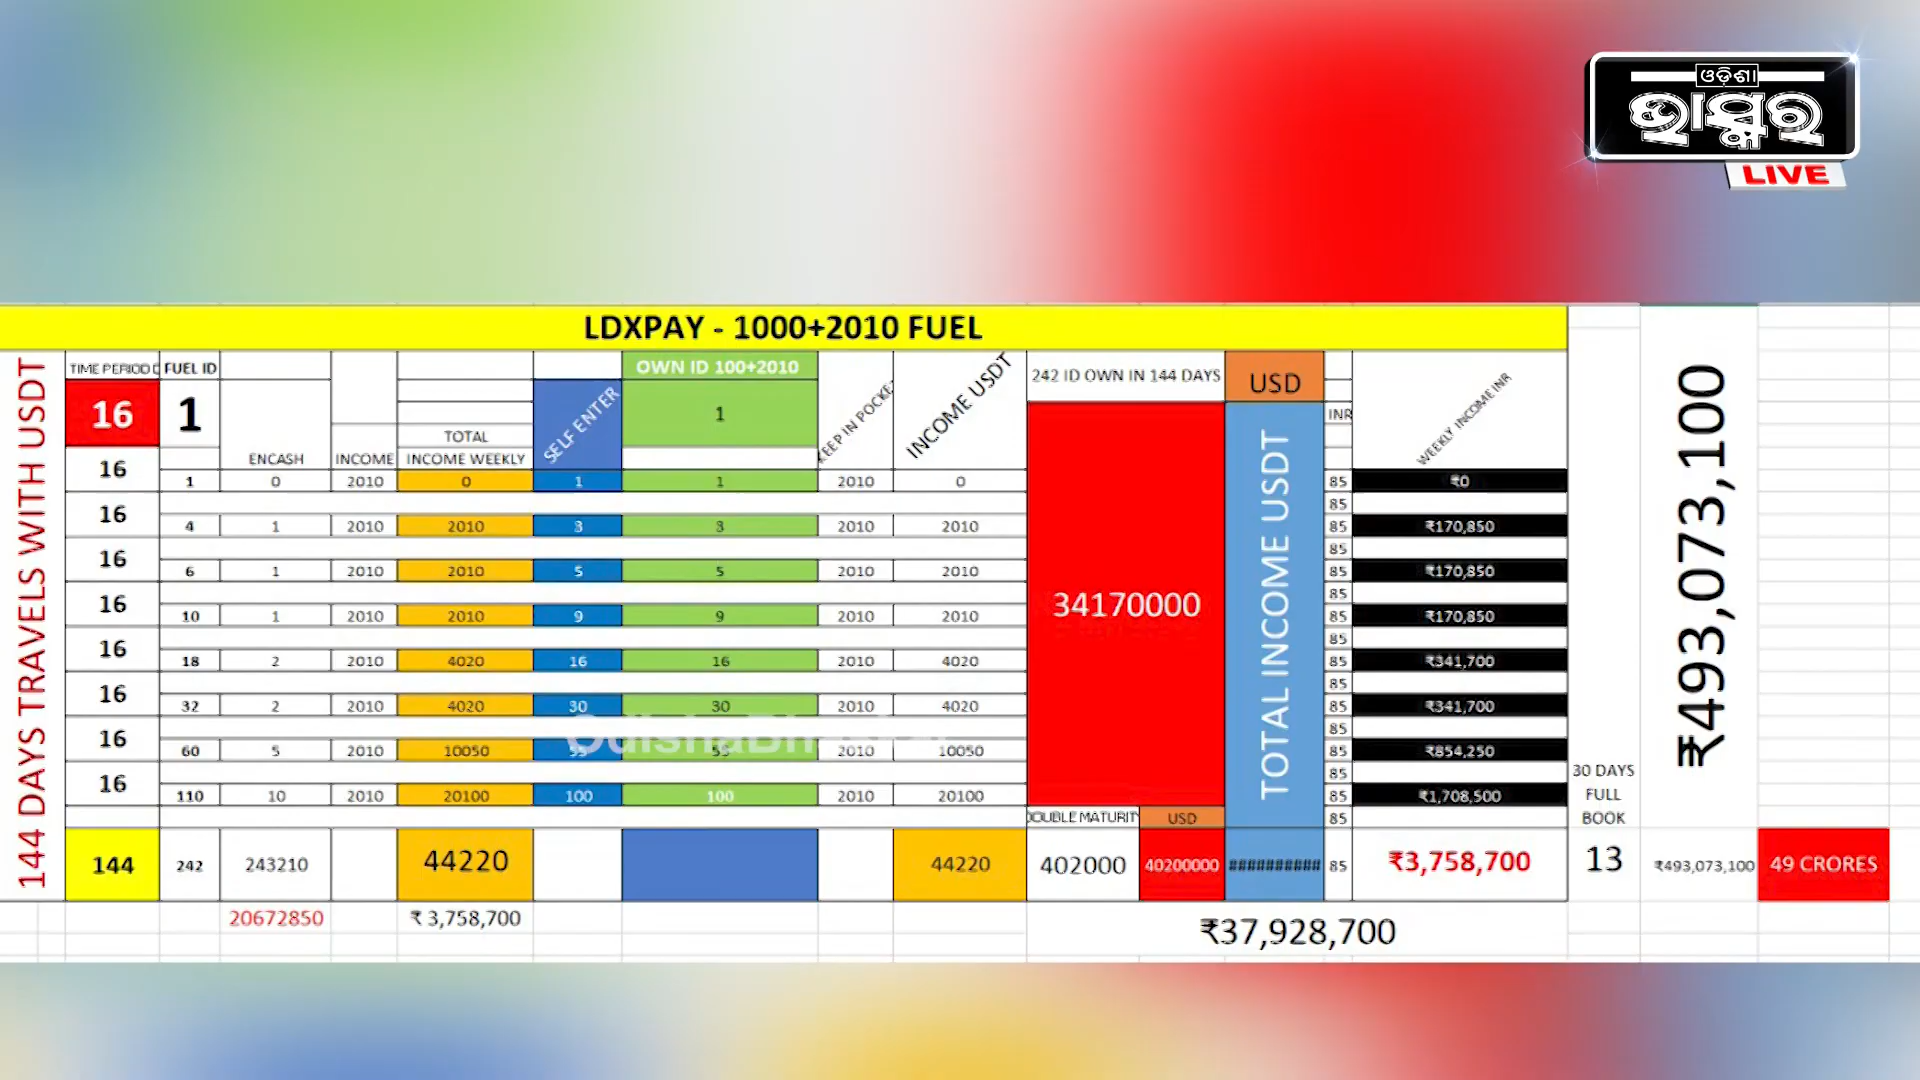 ଓଡ଼ିଶା
ଭାସ୍କର
LIVE
LDXPAY - 1000+2010 FUEL
144 DAYS TRAVELS WITH USDT
TIME PERIOD FUEL ID OWN ID 100+2010 242 ID OWN IN 144 DAYS USD
16 1 SELF ENTER 1 KEEP IN POCKET INCOME USDT INR WEEKLY INCOME INR
TOTAL
ENCASH INCOME INCOME WEEKLY
16
1 0 2010 0 1 1 2010 0 85 ₹0
85
16
4 1 2010 2010 3 3 2010 2010 85 ₹170,850
85
16
6 1 2010 2010 5 5 2010 2010 85 ₹170,850
85
16
10 1 2010 2010 9 9 2010 2010 85 ₹170,850
85
16
18 2 2010 4020 16 16 2010 4020 85 ₹341,700
85
16
32 2 2010 4020 30 30 2010 4020 85 ₹341,700
85
16
60 5 2010 10050 55 55 2010 10050 85 ₹854,250
85
16
110 10 2010 20100 100 100 2010 20100 85 ₹1,708,500
34170000
TOTAL INCOME USDT
DOUBLE MATURITY USD 85
30 DAYS
FULL
BOOK
₹493,073,100
144 242 243210 44220 44220 402000 40200000 ########## 85 ₹3,758,700 13 ₹493,073,100 49 CRORES
20672850 ₹ 3,758,700 ₹37,928,700
OdishaBhaskar